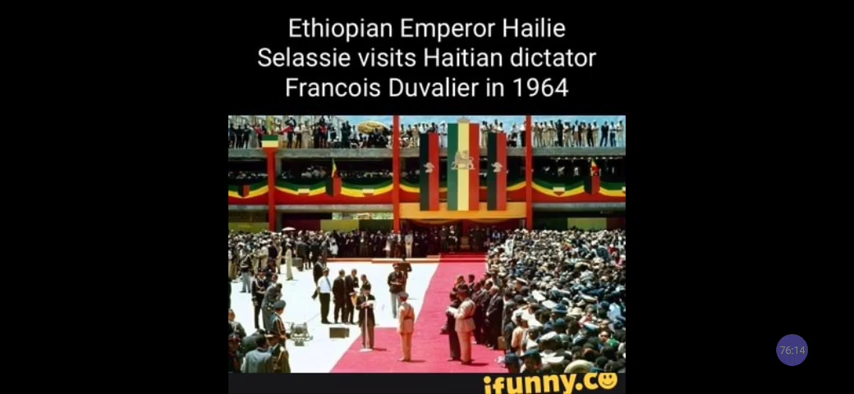 Ethiopian Emperor Hailie
Selassie visits Haitian dictator
Francois Duvalier in 1964
76:14
ifunny.co